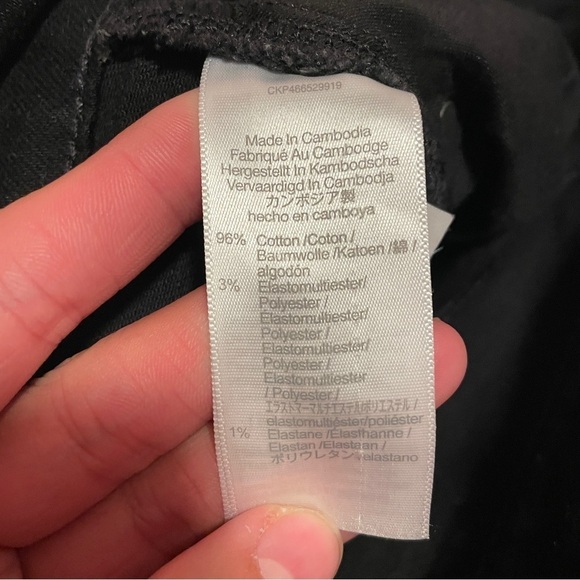 CKP466529919
Made In Cambodia
Fabriqué Au Cambodge
Hergestellt In Kambodscha
Vervaardigd In Cambodja
カンボジア製
hecho en camboya
96% Cotton /Coton /
Baumwolle /Katoen /綿 /
algodón
3% Elastomultiester/
Polyester /
Elastomultiester/
Polyester /
Elastomultiester/
Polyester /
Elastomultiester
/ Polyester /
エラストマーマルチエステル/ポリエステル /
elastomultiéster/poliéster
1% Elastane /Élasthanne /
Elastan /Elastaan /
ポリウレタン /elastano